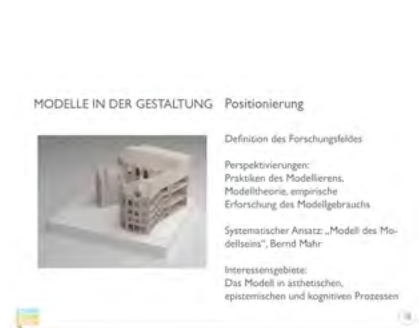 MODELLE IN DER GESTALTUNG Positionierung
Definition des Forschungsfeldes
Perspektivierungen:
Praktiken des Modellierens,
Modelltheorie, empirische
Erforschung des Modellgebrauchs
Systematischer Ansatz: „Modell des Mo-
dellseins“, Bernd Mahr
Interessensgebiete:
Das Modell in ästhetischen,
epistemischen und kognitiven Prozessen